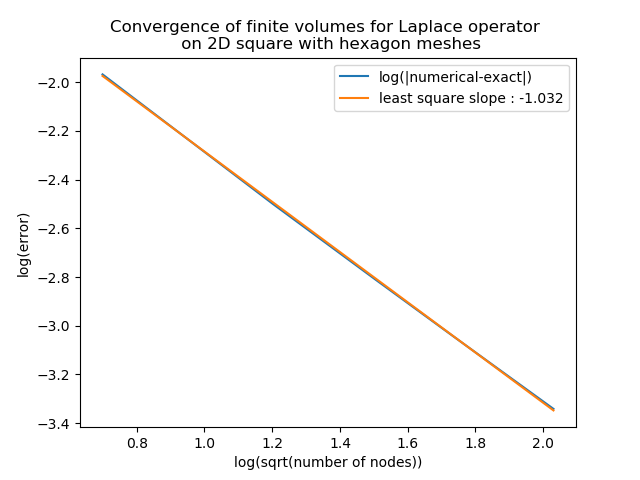 Convergence of finite volumes for Laplace operator
on 2D square with hexagon meshes
log(|numerical-exact|)
least square slope : -1.032
log(error)
−2.0
−2.2
−2.4
−2.6
−2.8
−3.0
−3.2
−3.4
0.8 1.0 1.2 1.4 1.6 1.8 2.0
log(sqrt(number of nodes))